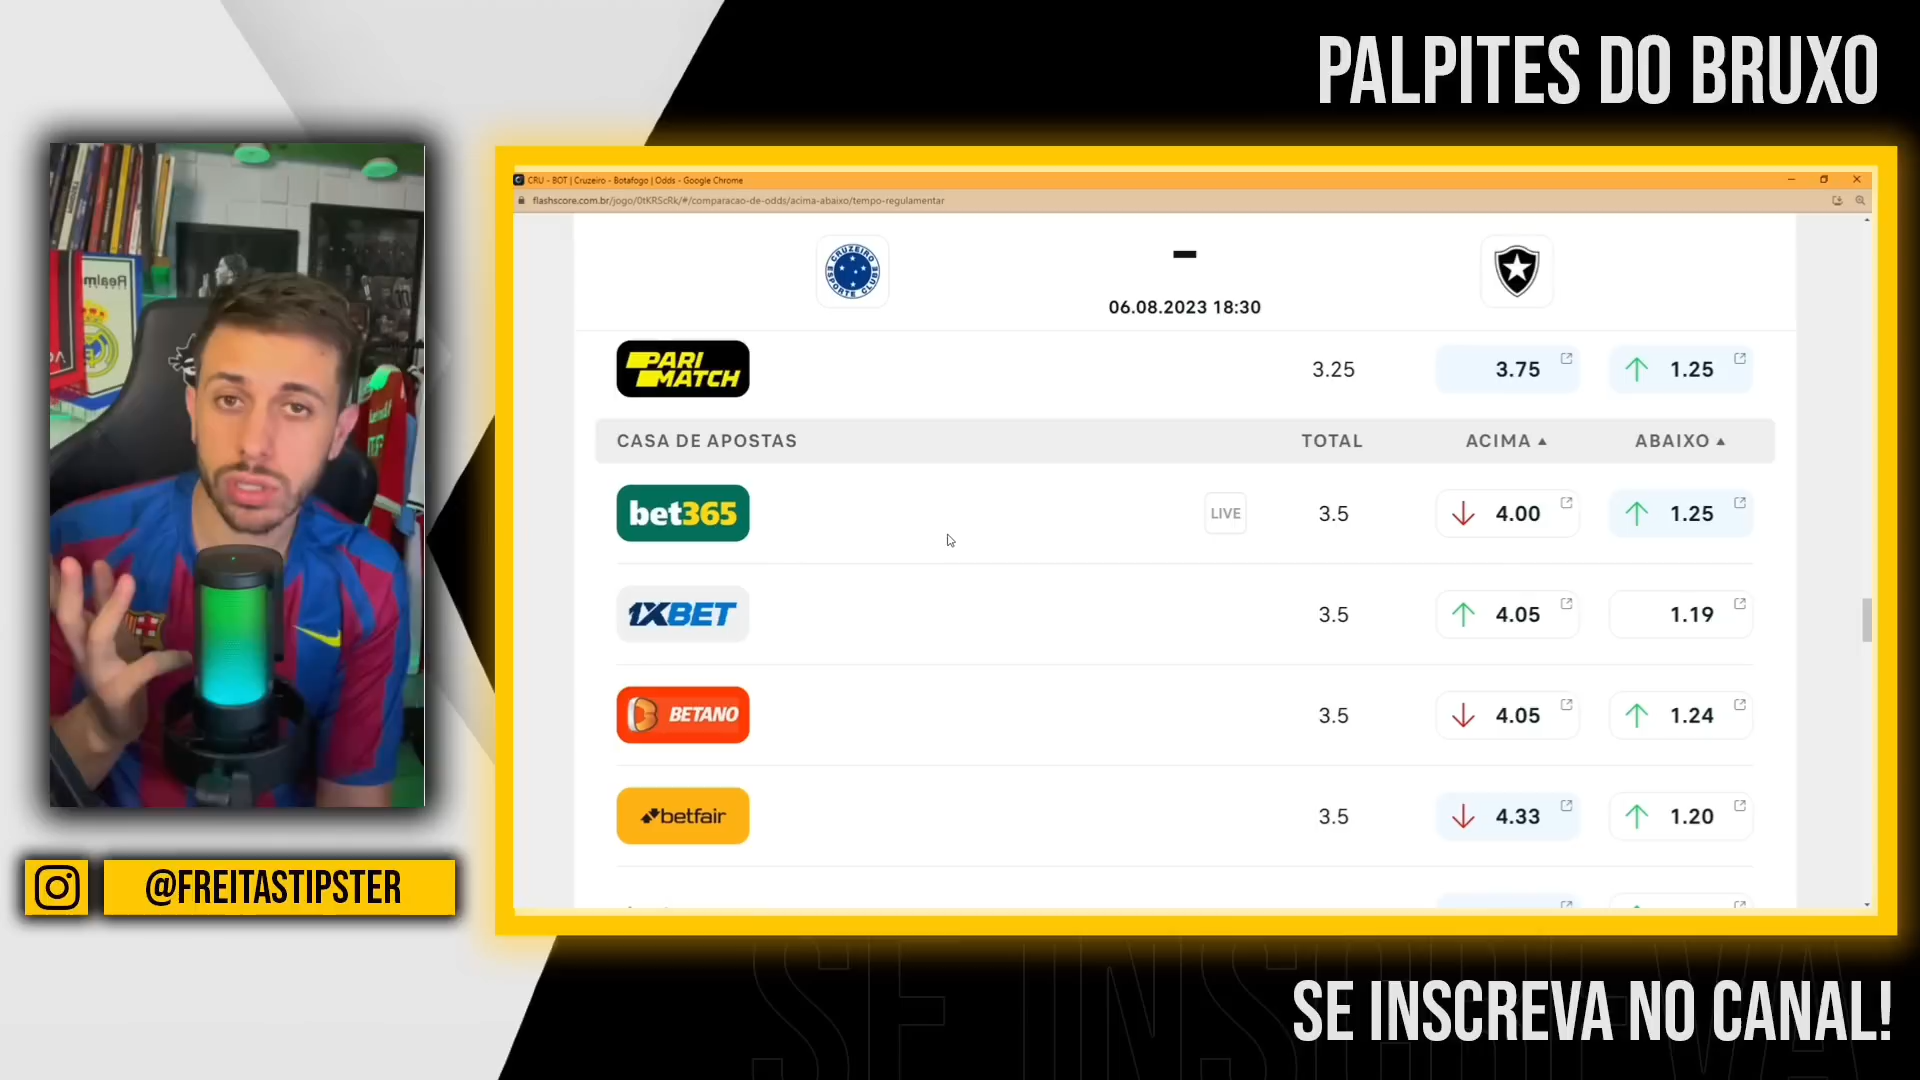 PALPITES DO BRUXO
CRU - BOT | Cruzeiro - Botafogo | Odds - Google Chrome
flashscore.com.br/jogo/0tKRScRk/#/comparacao-de-odds/acima-abaixo/tempo-regulamentar
CRUZEIRO ESPORTE CLUBE
06.08.2023 18:30
PARI MATCH 3.25 3.75 1.25
CASA DE APOSTAS TOTAL ACIMA ABAIXO
bet365 LIVE 3.5 4.00 1.25
1XBET 3.5 4.05 1.19
BETANO 3.5 4.05 1.24
betfair 3.5 4.33 1.20
@FREITASTIPSTER
SE INSCREVA NO CANAL!